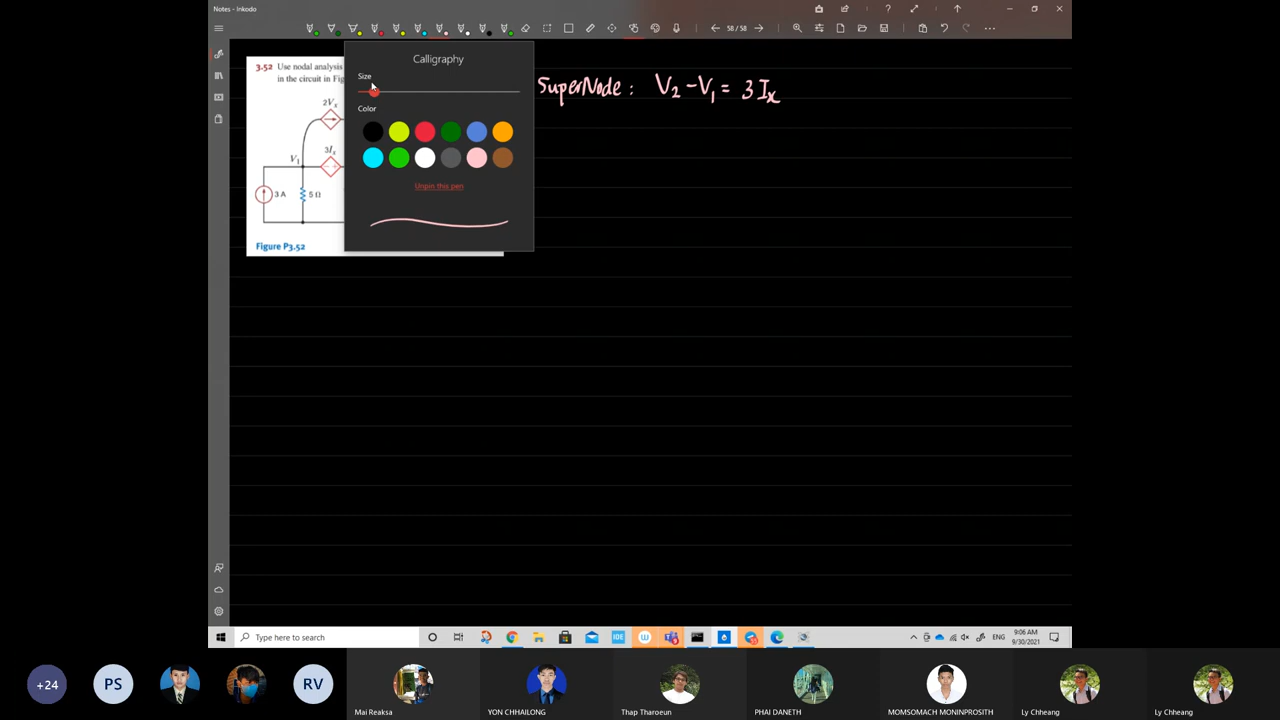 Notes - Inkodo
58 / 58
3.52 Use nodal analysis
in the circuit in Fig
2Vx
V1
3Ix
3 A
5 Ω
Figure P3.52
Calligraphy
Size
Color
Unpin this pen
SuperNode : V2 - V1 = 3 Ix
Type here to search
IDE
ENG
9:06 AM
9/30/2021
+24
PS
RV
Mai Reaksa
YON CHHAILONG
Thap Tharoeun
PHAI DANETH
MOMSOMACH MONINPROSITH
Ly Chheang
Ly Chheang